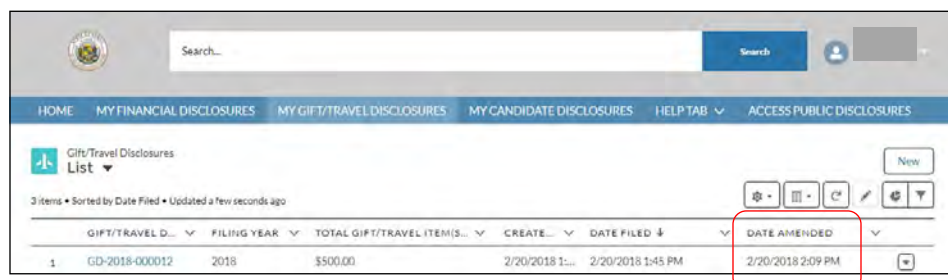 Search... Search
HOME MY FINANCIAL DISCLOSURES MY GIFT/TRAVEL DISCLOSURES MY CANDIDATE DISCLOSURES HELP TAB ACCESS PUBLIC DISCLOSURES
Gift/Travel Disclosures
List New
3 items • Sorted by Date Filed • Updated a few seconds ago
GIFT/TRAVEL D... FILING YEAR TOTAL GIFT/TRAVEL ITEM(S... CREATE... DATE FILED DATE AMENDED
1 GD-2018-000012 2018 $500.00 2/20/2018 1:... 2/20/2018 1:45 PM 2/20/2018 2:09 PM